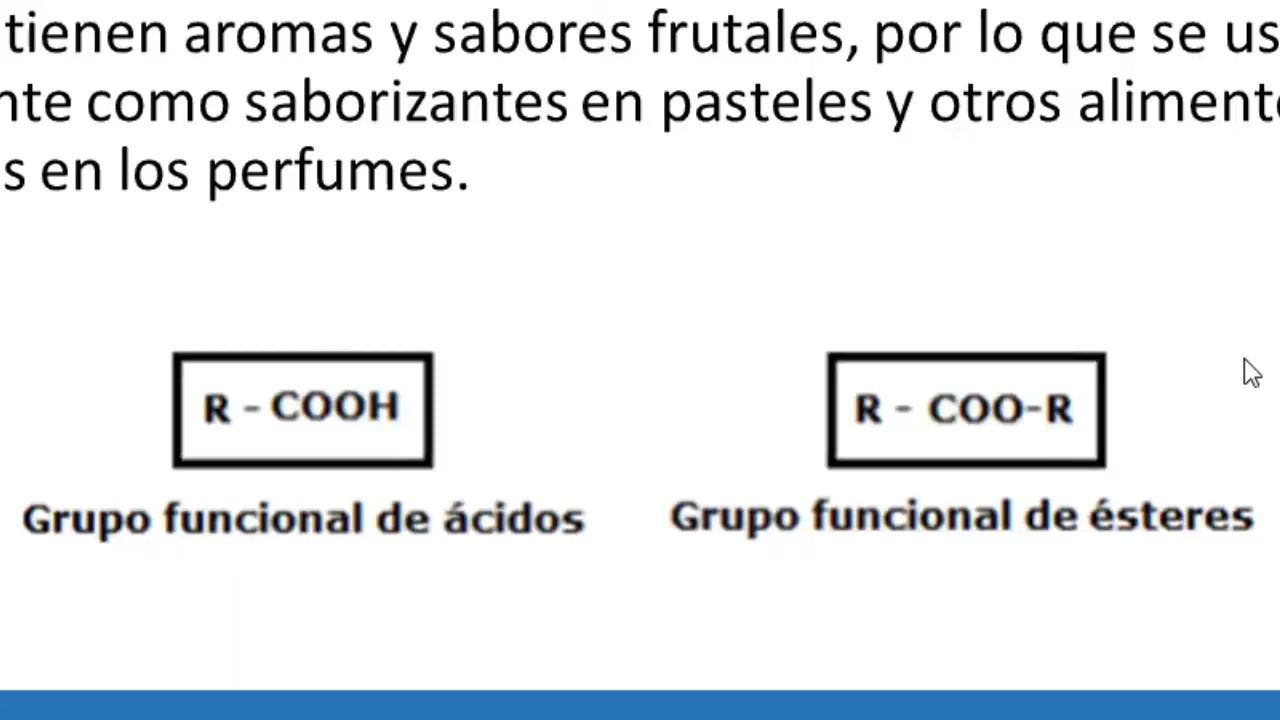 tienen aromas y sabores frutales, por lo que se us
nte como saborizantes en pasteles y otros aliment
s en los perfumes.
R - COOH
R - COO-R
Grupo funcional de ácidos
Grupo funcional de ésteres